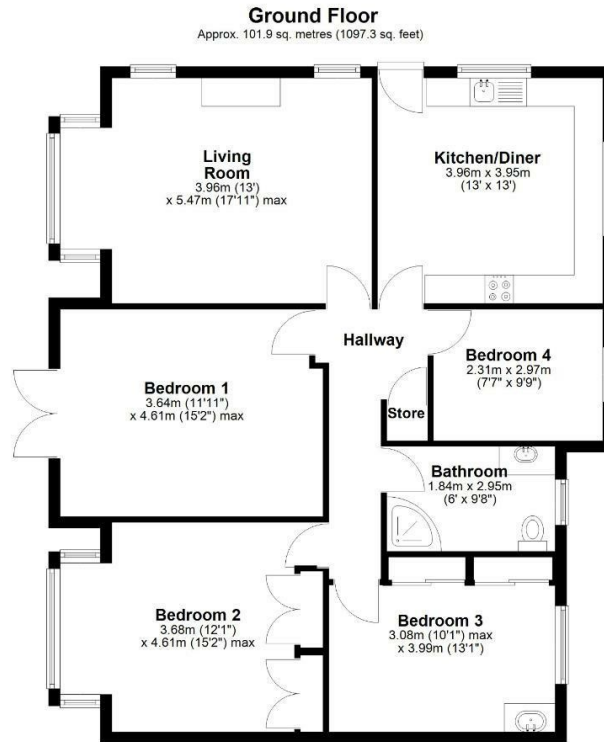 Ground Floor
Approx. 101.9 sq. metres (1097.3 sq. feet)
Living
Room
3.96m (13')
x 5.47m (17'11") max
Kitchen/Diner
3.96m x 3.95m
(13' x 13')
Hallway
Bedroom 4
2.31m x 2.97m
(7'7" x 9'9")
Bedroom 1
3.64m (11'11")
x 4.61m (15'2") max
Store
Bathroom
1.84m x 2.95m
(6' x 9'8")
Bedroom 2
3.68m (12'1")
x 4.61m (15'2") max
Bedroom 3
3.08m (10'1") max
x 3.99m (13'1")